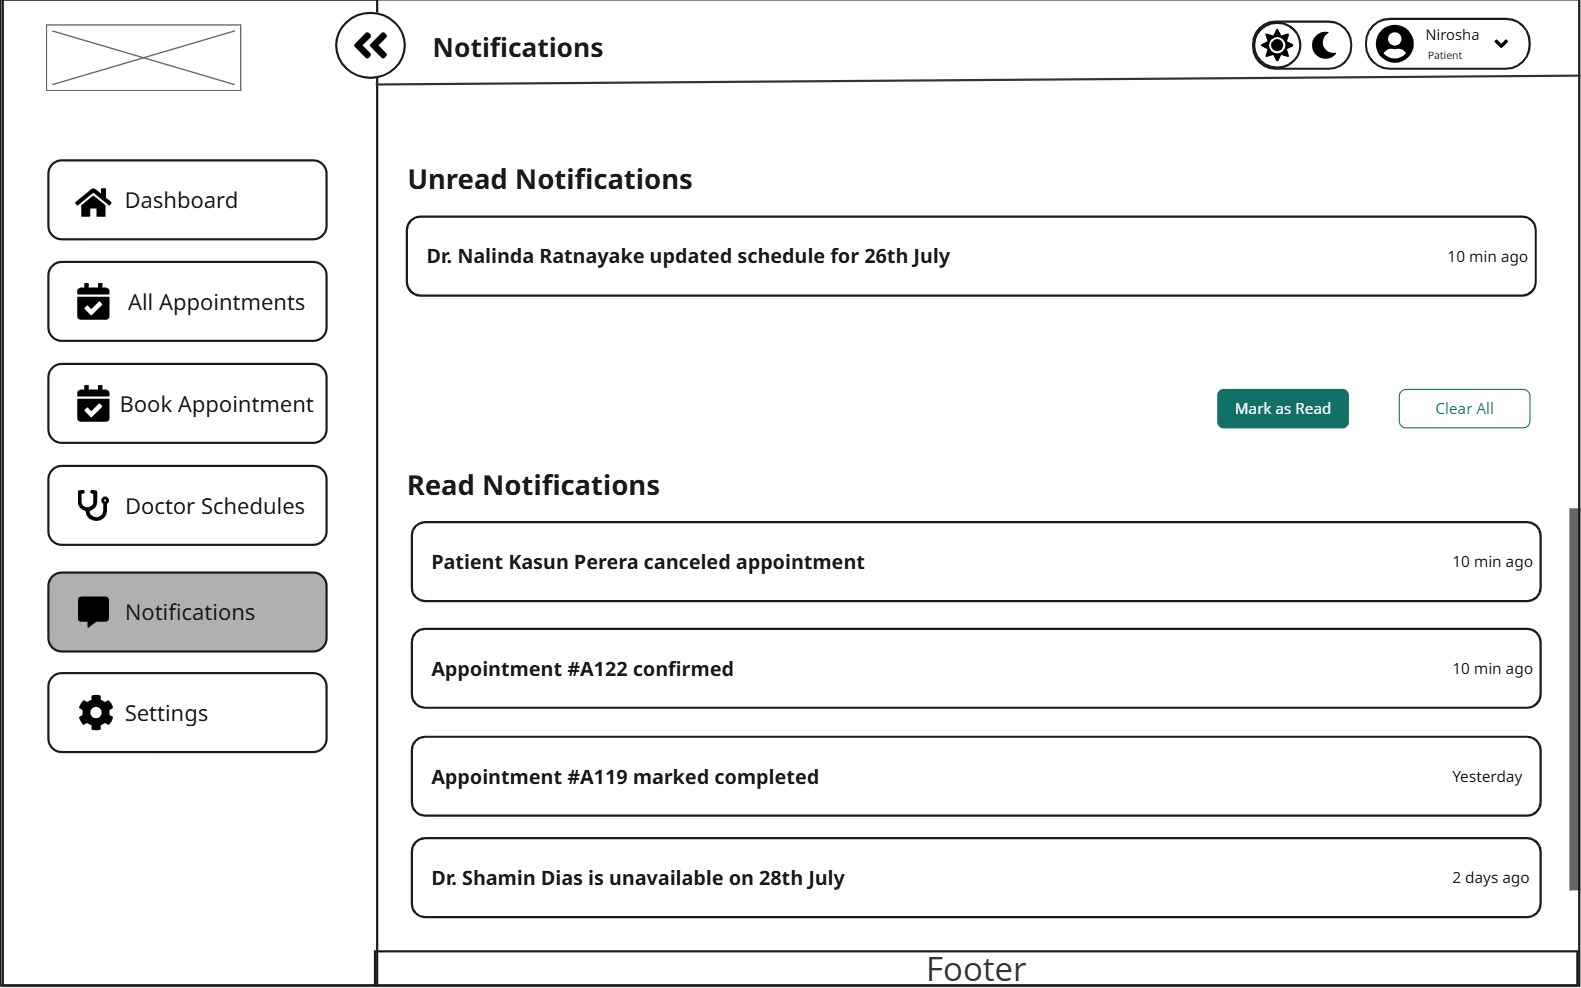 Notifications
Nirosha
Patient
Dashboard
All Appointments
Book Appointment
Doctor Schedules
Notifications
Settings
Unread Notifications
Dr. Nalinda Ratnayake updated schedule for 26th July 10 min ago
Mark as Read Clear All
Read Notifications
Patient Kasun Perera canceled appointment 10 min ago
Appointment #A122 confirmed 10 min ago
Appointment #A119 marked completed Yesterday
Dr. Shamin Dias is unavailable on 28th July 2 days ago
Footer